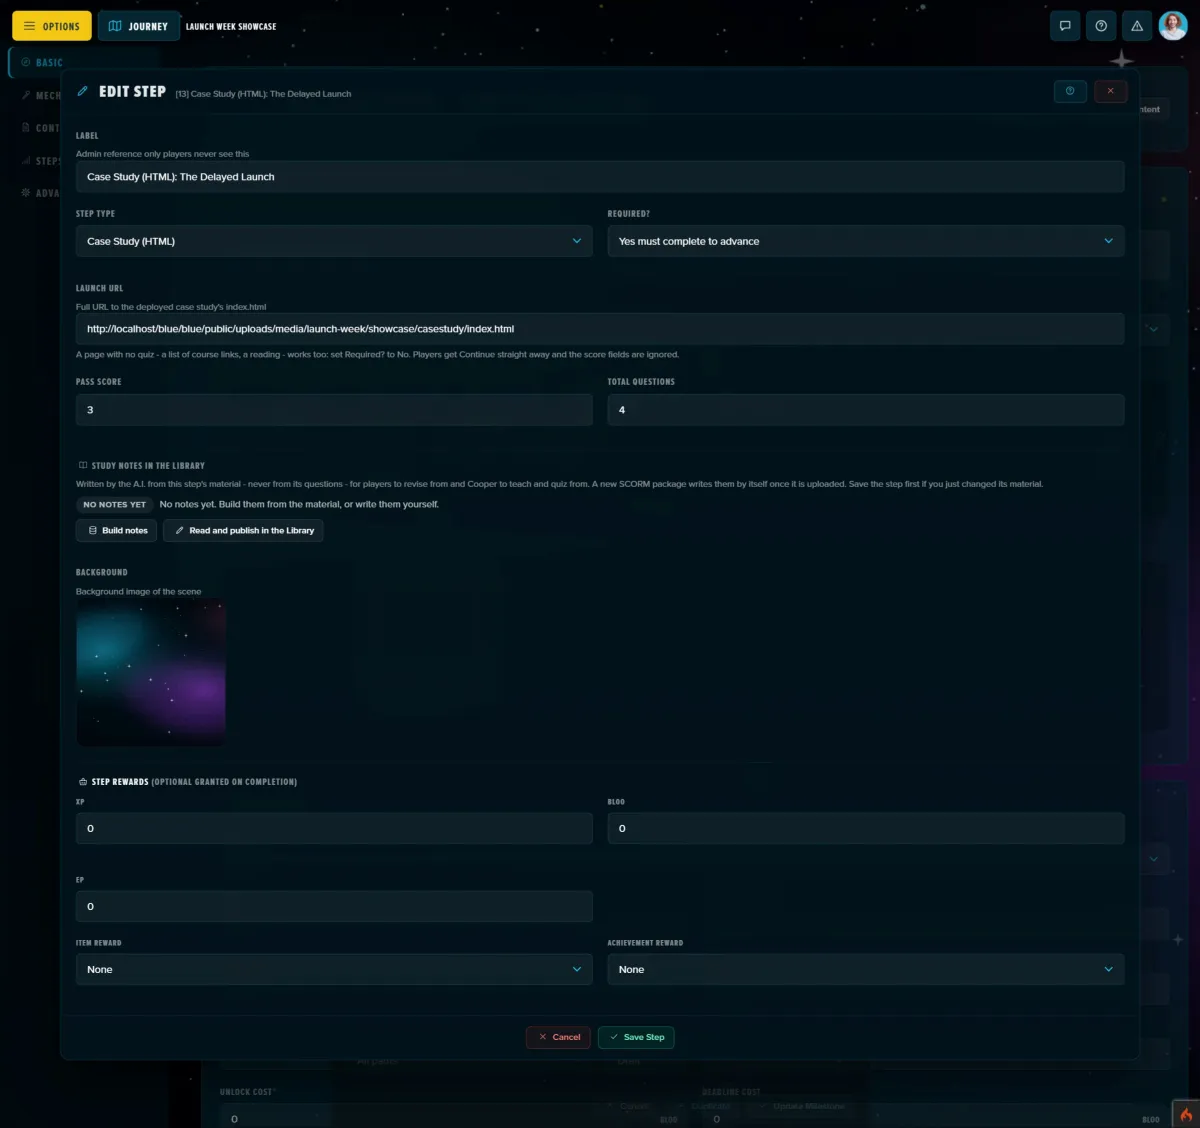 OPTIONS
JOURNEY
LAUNCH WEEK SHOWCASE
BASIC
MECH
CONT
STEPS
ADVA
EDIT STEP
[13] Case Study (HTML): The Delayed Launch
ntent
LABEL
Admin reference only players never see this
Case Study (HTML): The Delayed Launch
STEP TYPE
REQUIRED?
Case Study (HTML)
Yes must complete to advance
LAUNCH URL
Full URL to the deployed case study's index.html
http://localhost/blue/blue/public/uploads/media/launch-week/showcase/casestudy/index.html
A page with no quiz - a list of course links, a reading - works too: set Required? to No. Players get Continue straight away and the score fields are ignored.
PASS SCORE
TOTAL QUESTIONS
3
4
STUDY NOTES IN THE LIBRARY
Written by the A.I. from this step's material - never from its questions - for players to revise from and Cooper to teach and quiz from. A new SCORM package writes them by itself once it is uploaded. Save the step first if you just changed its material.
NO NOTES YET
No notes yet. Build them from the material, or write them yourself.
Build notes
Read and publish in the Library
BACKGROUND
Background image of the scene
STEP REWARDS (OPTIONAL GRANTED ON COMPLETION)
XP
BLOO
0
0
EP
0
ITEM REWARD
ACHIEVEMENT REWARD
None
None
Cancel
Save Step
UNLOCK COST
DEADLINE COST
Cancel
Duplicate
Update Milestone
0
BLOO
0
BLOO